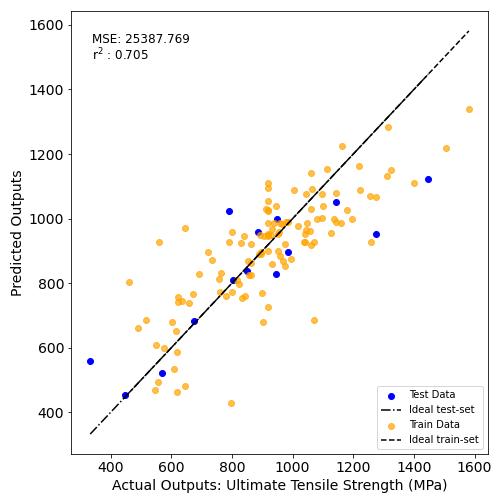 MSE: 25387.769
r² : 0.705
1600
1400
1200
1000
800
600
400
Predicted Outputs
Test Data
Ideal test-set
Train Data
Ideal train-set
400 600 800 1000 1200 1400 1600
Actual Outputs: Ultimate Tensile Strength (MPa)